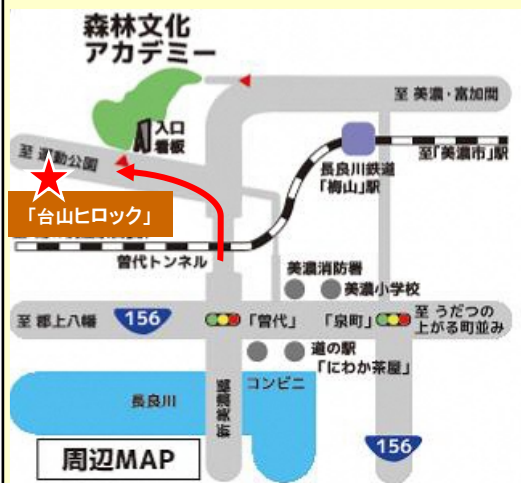 森林文化
アカデミー
至 美濃・富加関
入口
看板
至 運動公園
長良川鉄道
「梅山」駅
至「美濃市」駅
「台山ヒロック」
曽代トンネル
美濃消防署
美濃小学校
至 郡上八幡
156
「曽代」
「泉町」
至 うだつの
上がる町並み
道の駅
「にわか茶屋」
コンビニ
長良川
新美濃橋
周辺MAP
156